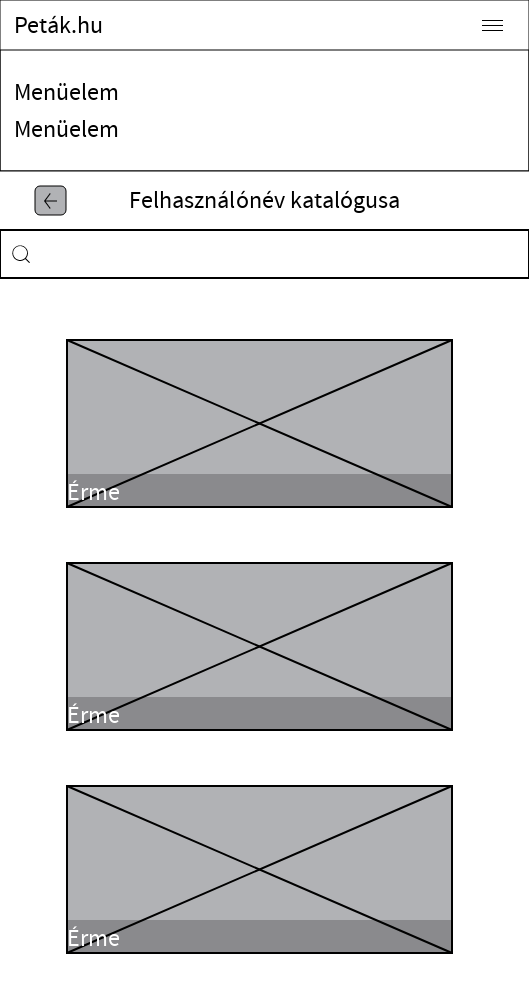 Peták.hu
Menüelem
Menüelem
Felhasználónév katalógusa
Érme
Érme
Érme